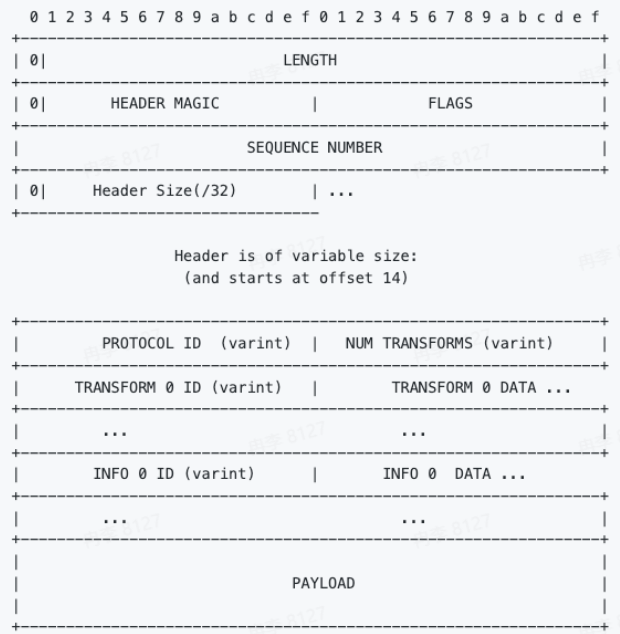 0 1 2 3 4 5 6 7 8 9 a b c d e f 0 1 2 3 4 5 6 7 8 9 a b c d e f
+----------------------------------------------------------------+
| 0|                          LENGTH                             |
+----------------------------------------------------------------+
| 0|       HEADER MAGIC          |            FLAGS              |
+----------------------------------------------------------------+
|                         SEQUENCE NUMBER                        |
+----------------------------------------------------------------+
| 0|     Header Size(/32)        | ...
+---------------------------------
Header is of variable size:
(and starts at offset 14)
+----------------------------------------------------------------+
|         PROTOCOL ID  (varint)  |   NUM TRANSFORMS (varint)     |
+----------------------------------------------------------------+
|      TRANSFORM 0 ID (varint)   |        TRANSFORM 0 DATA ...
+----------------------------------------------------------------+
|         ...                              ...                   |
+----------------------------------------------------------------+
|        INFO 0 ID (varint)      |       INFO 0  DATA ...
+----------------------------------------------------------------+
|         ...                              ...                   |
+----------------------------------------------------------------+
|                                                                |
|                              PAYLOAD                           |
|                                                                |
+----------------------------------------------------------------+